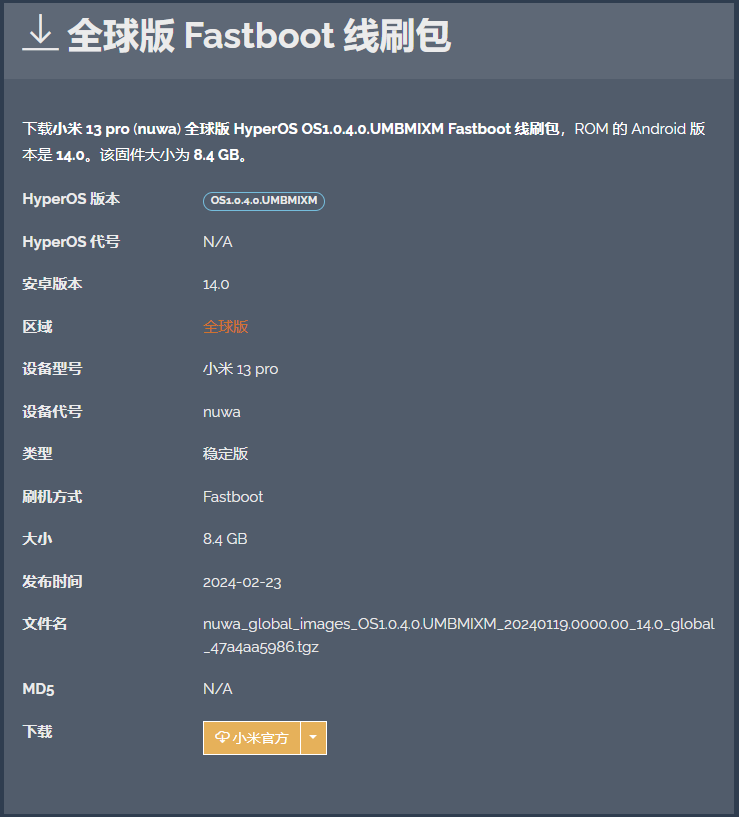 全球版 Fastboot 线刷包
下载小米 13 pro (nuwa) 全球版 HyperOS OS1.0.4.0.UMBMIXM Fastboot 线刷包，ROM 的 Android 版
本是 14.0。该固件大小为 8.4 GB。
HyperOS 版本 OS1.0.4.0.UMBMIXM
HyperOS 代号 N/A
安卓版本 14.0
区域 全球版
设备型号 小米 13 pro
设备代号 nuwa
类型 稳定版
刷机方式 Fastboot
大小 8.4 GB
发布时间 2024-02-23
文件名 nuwa_global_images_OS1.0.4.0.UMBMIXM_20240119.0000.00_14.0_global
_47a4aa5986.tgz
MD5 N/A
下载 小米官方